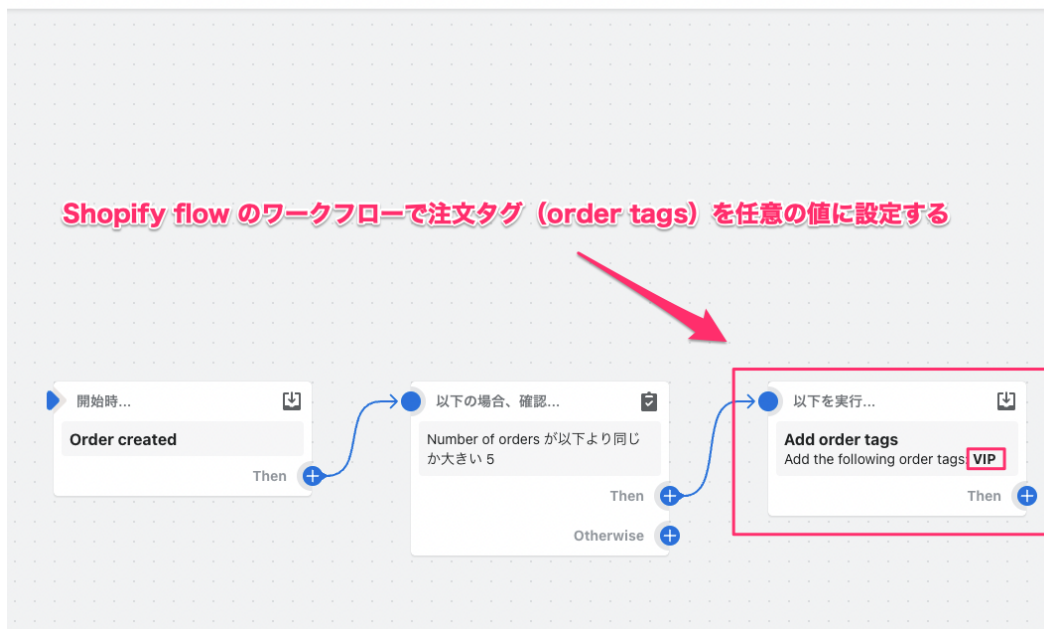 Shopify flow のワークフローで注文タグ（order tags）を任意の値に設定する
開始時...
Order created
Then
以下の場合、確認...
Number of orders が以下より同じ
か大きい 5
Then
Otherwise
以下を実行...
Add order tags
Add the following order tags: VIP
Then